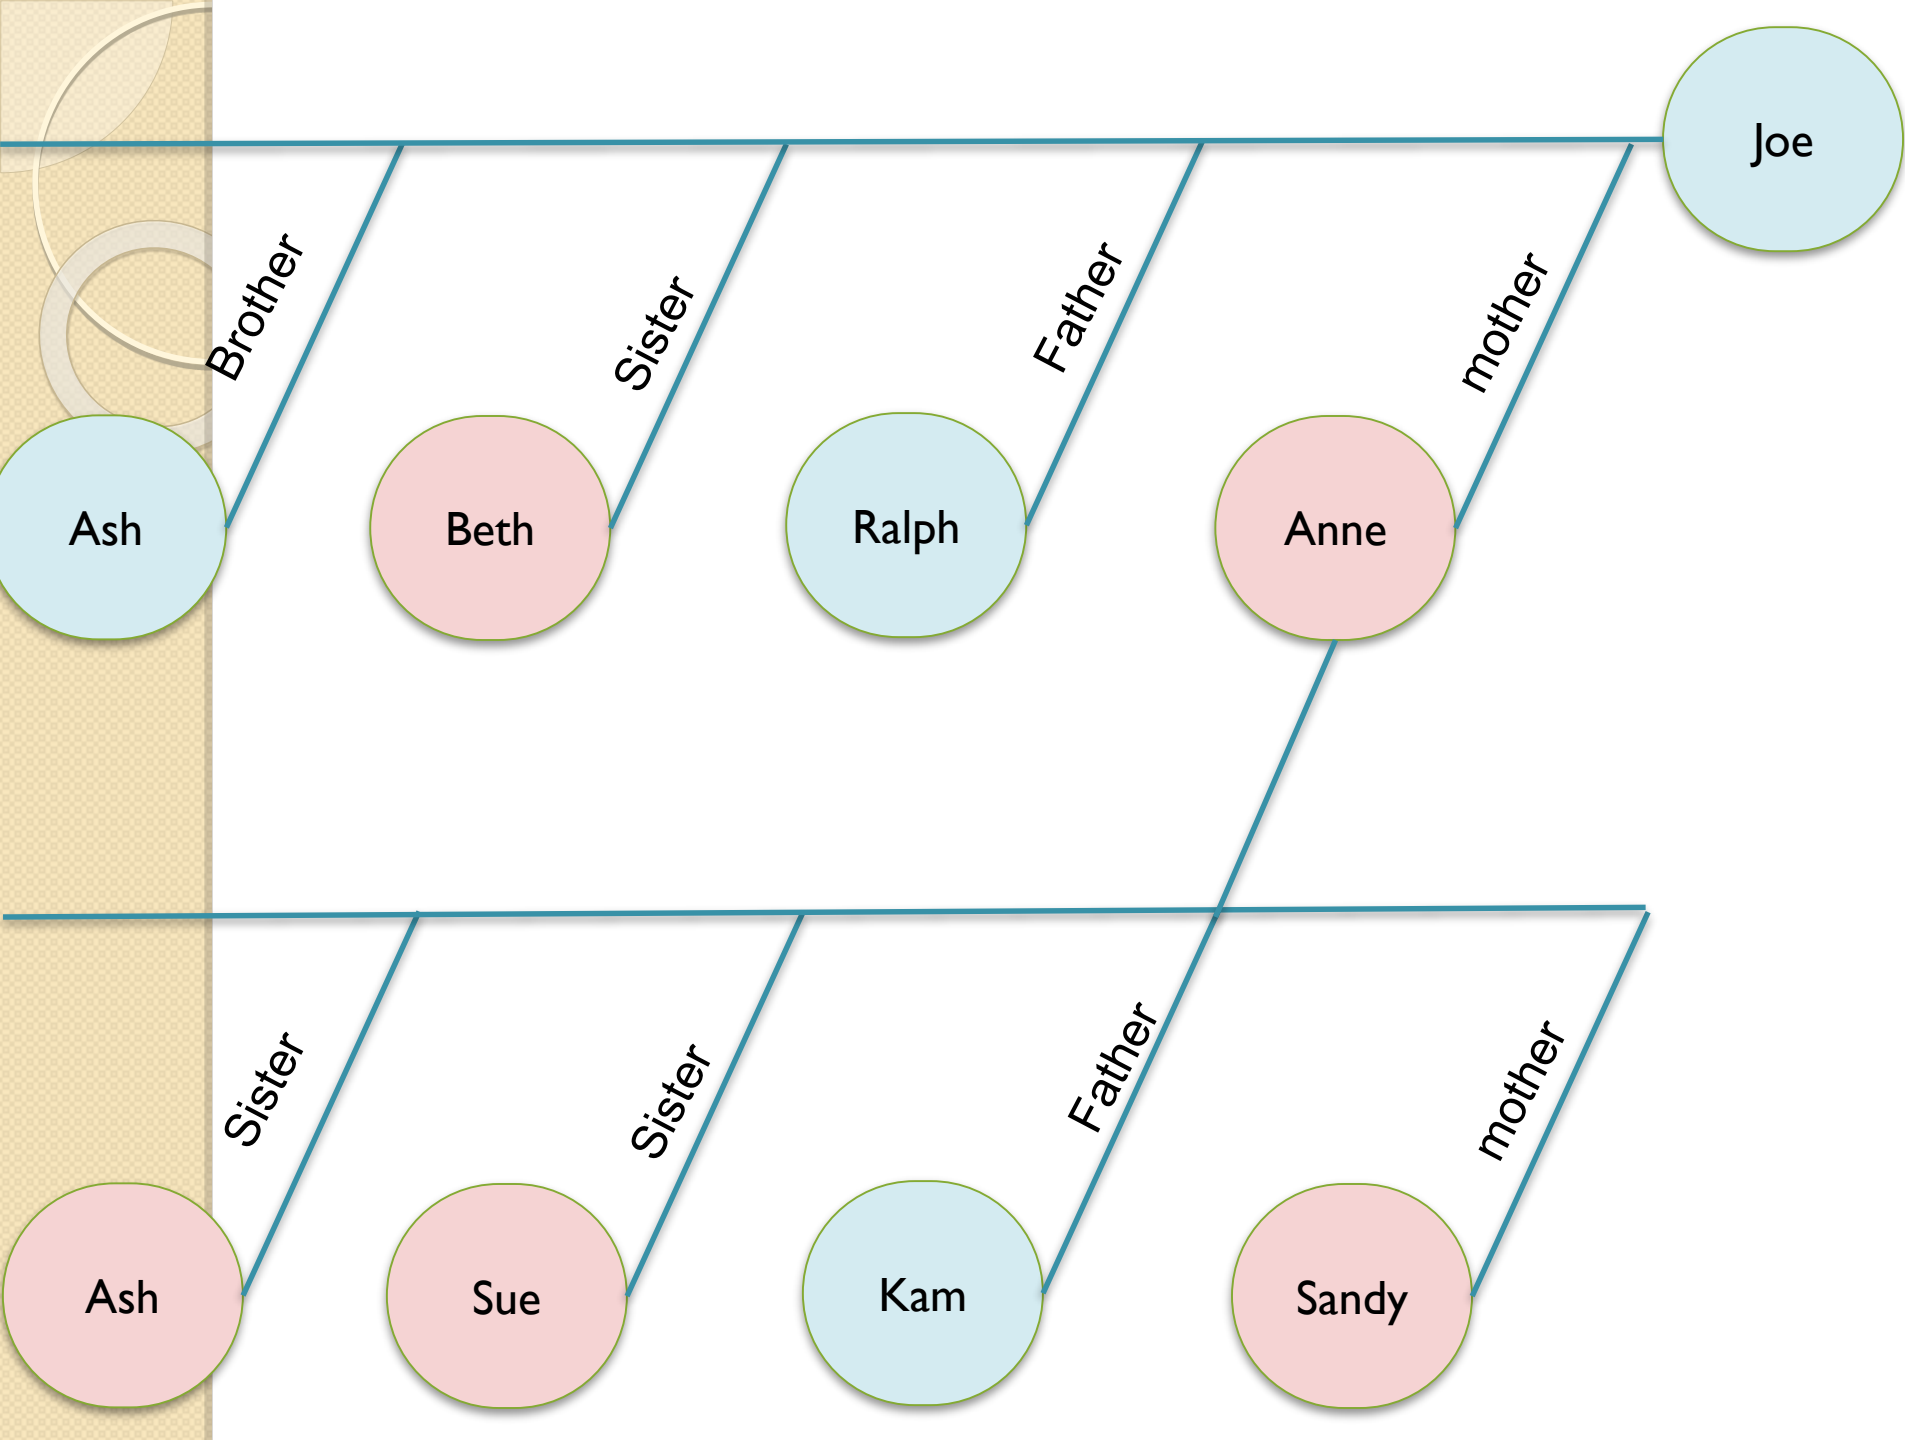 Joe
Brother
Sister
Father
mother
Ash
Beth
Ralph
Anne
Sister
Sister
Father
mother
Ash
Sue
Kam
Sandy